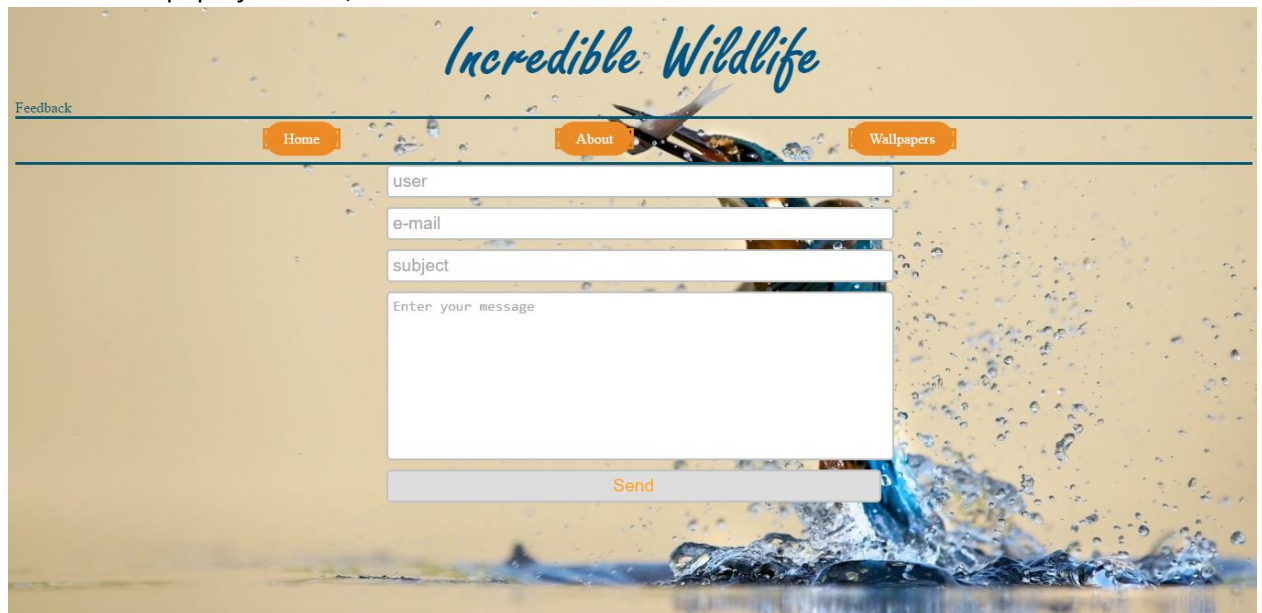 Incredible Wildlife
Feedback
Home About Wallpapers
user
e-mail
subject
Enter your message
Send